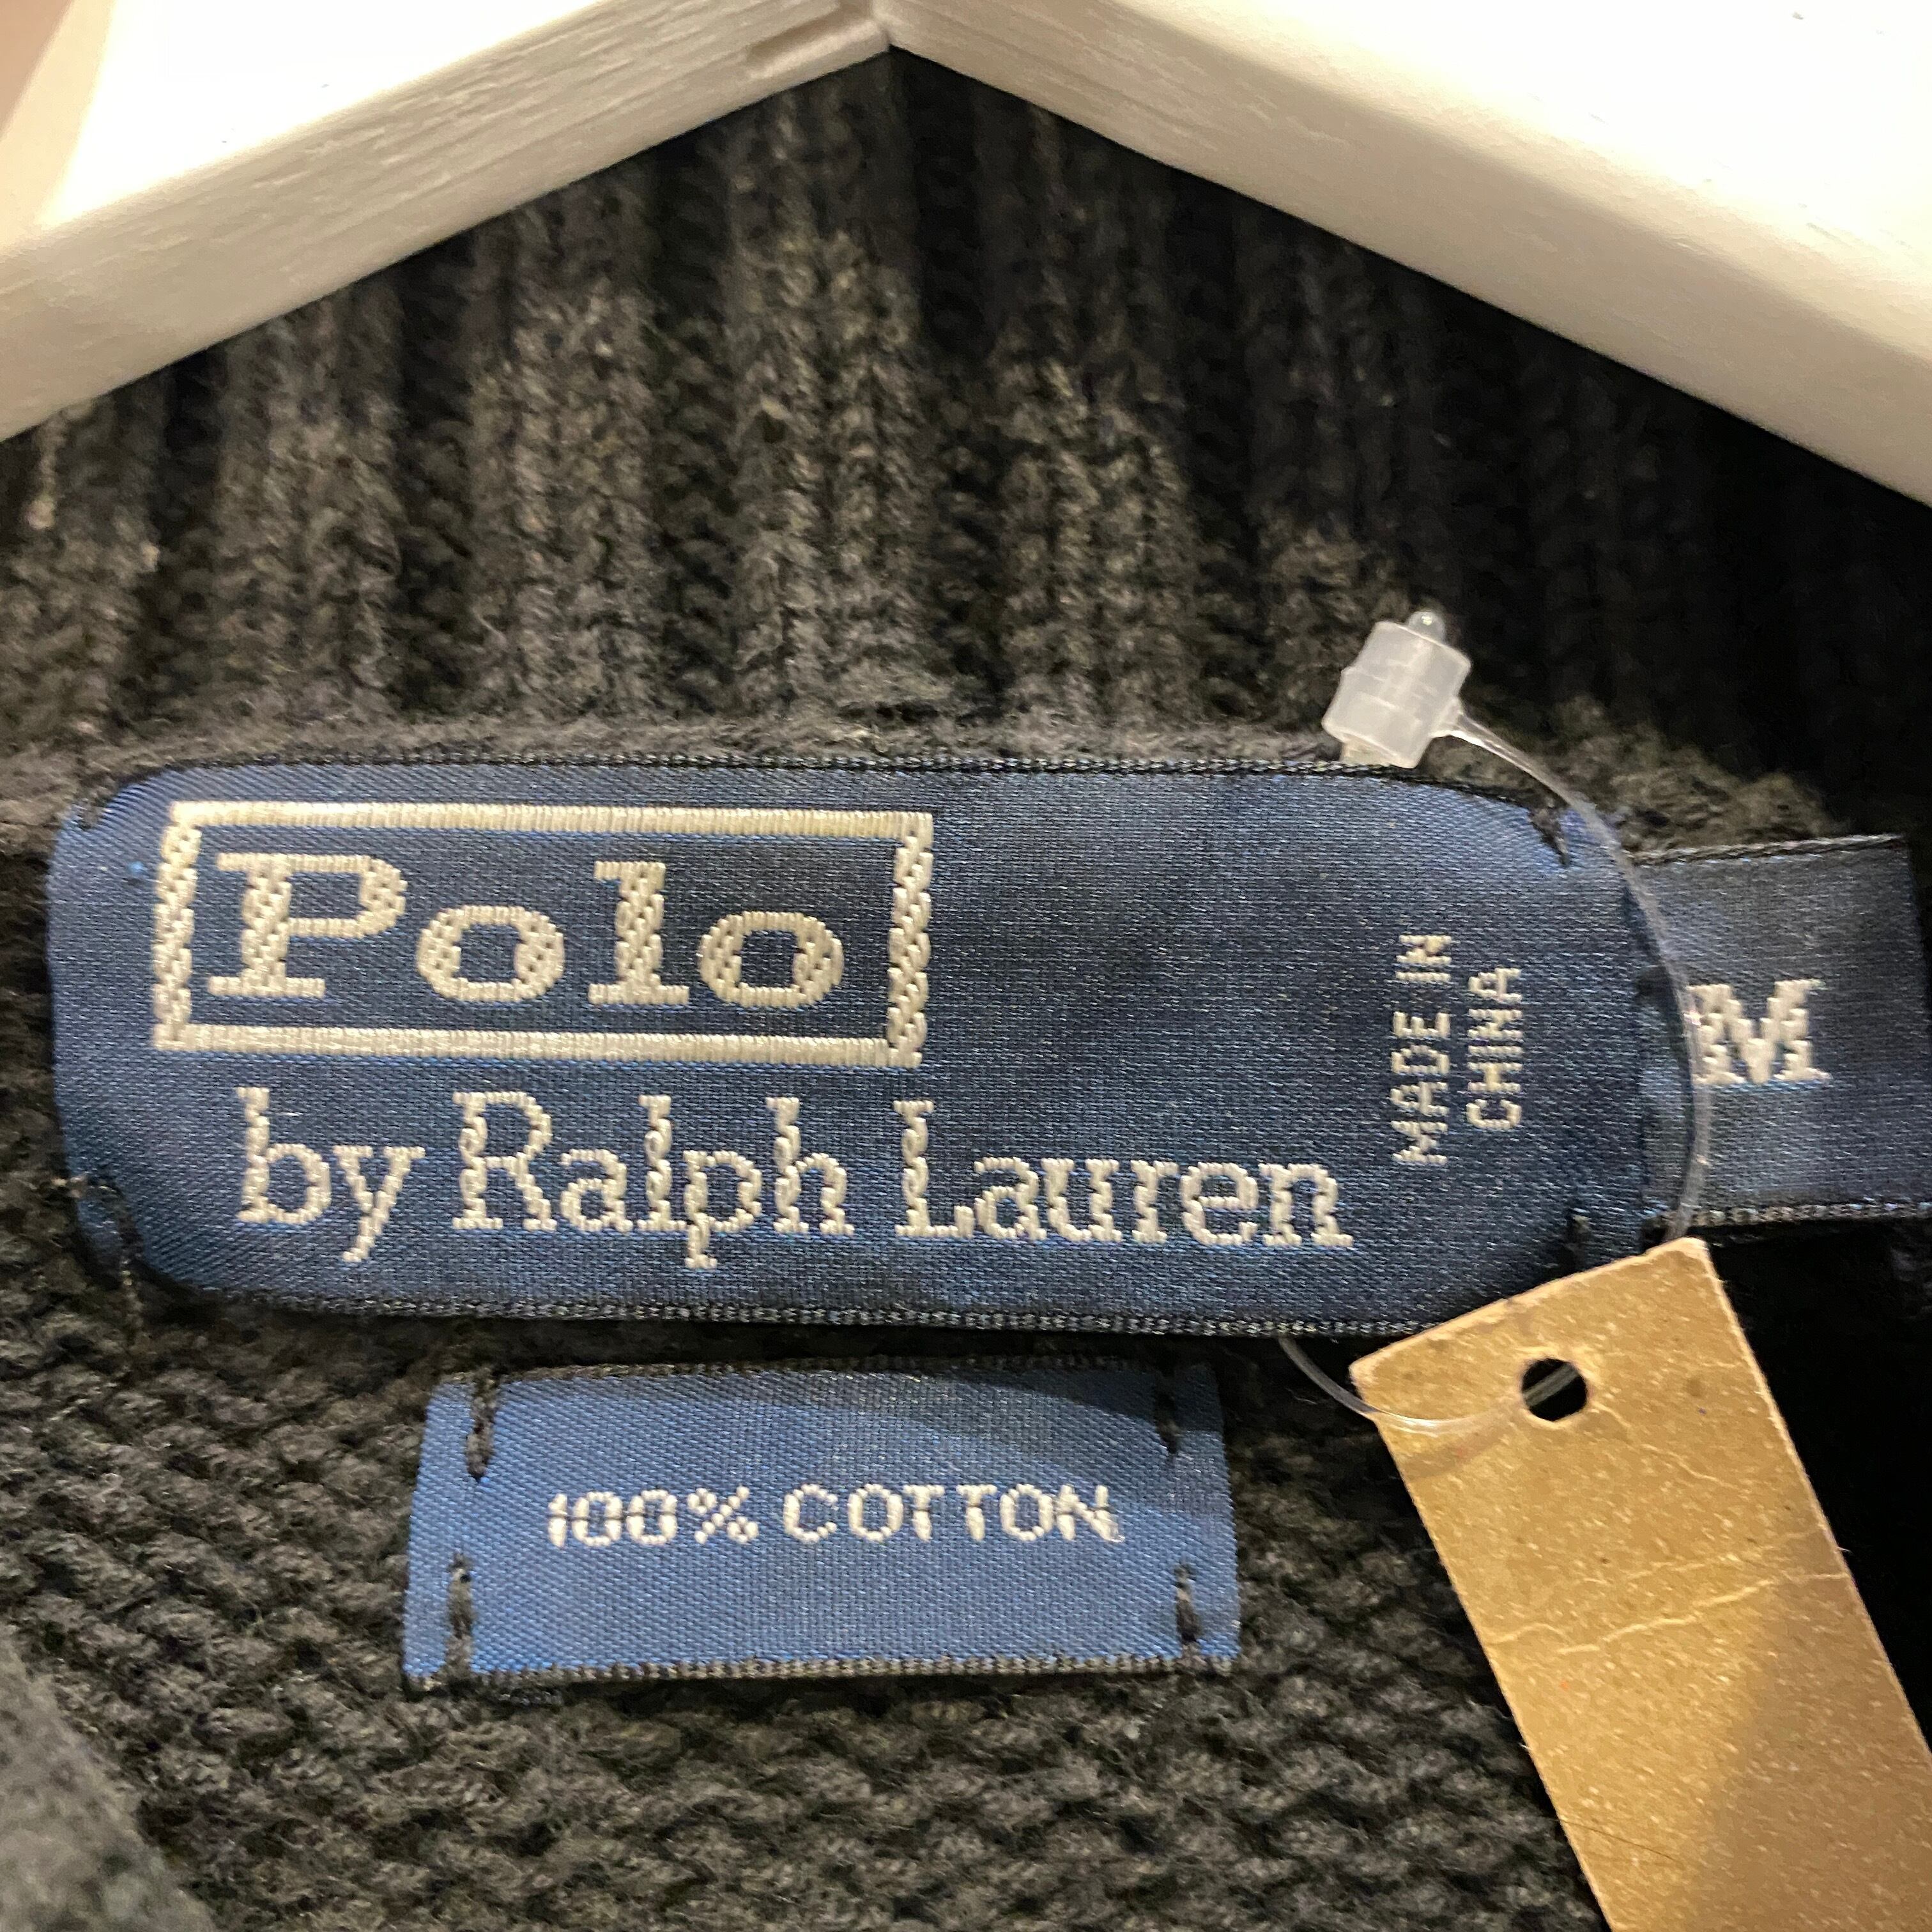 Polo
by Ralph Lauren
MADE IN
CHINA
M
100% COTTON